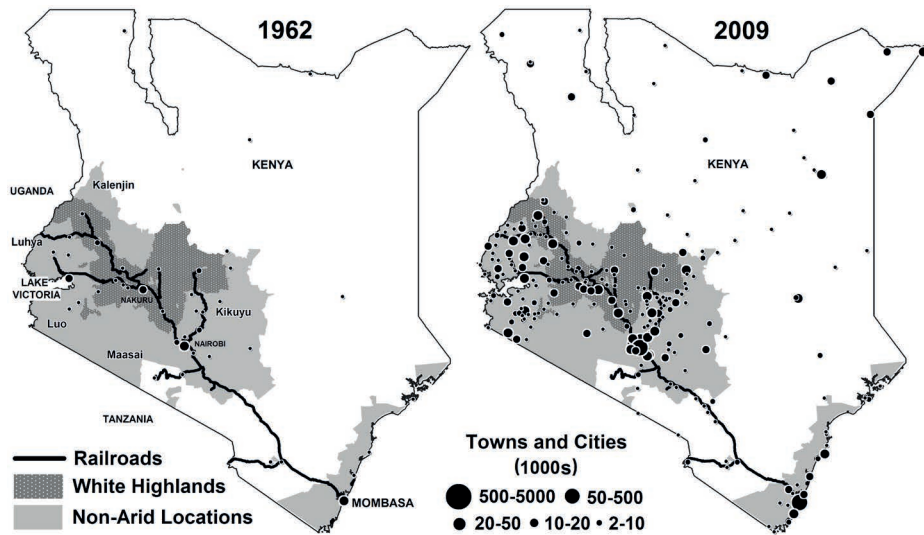 1962
2009
KENYA
KENYA
UGANDA
Kalenjin
Luhya
LAKE
VICTORIA
NAKURU
Kikuyu
Luo
NAIROBI
Maasai
TANZANIA
MOMBASA
Railroads
White Highlands
Non-Arid Locations
Towns and Cities
(1000s)
500-5000 50-500
20-50 10-20 2-10